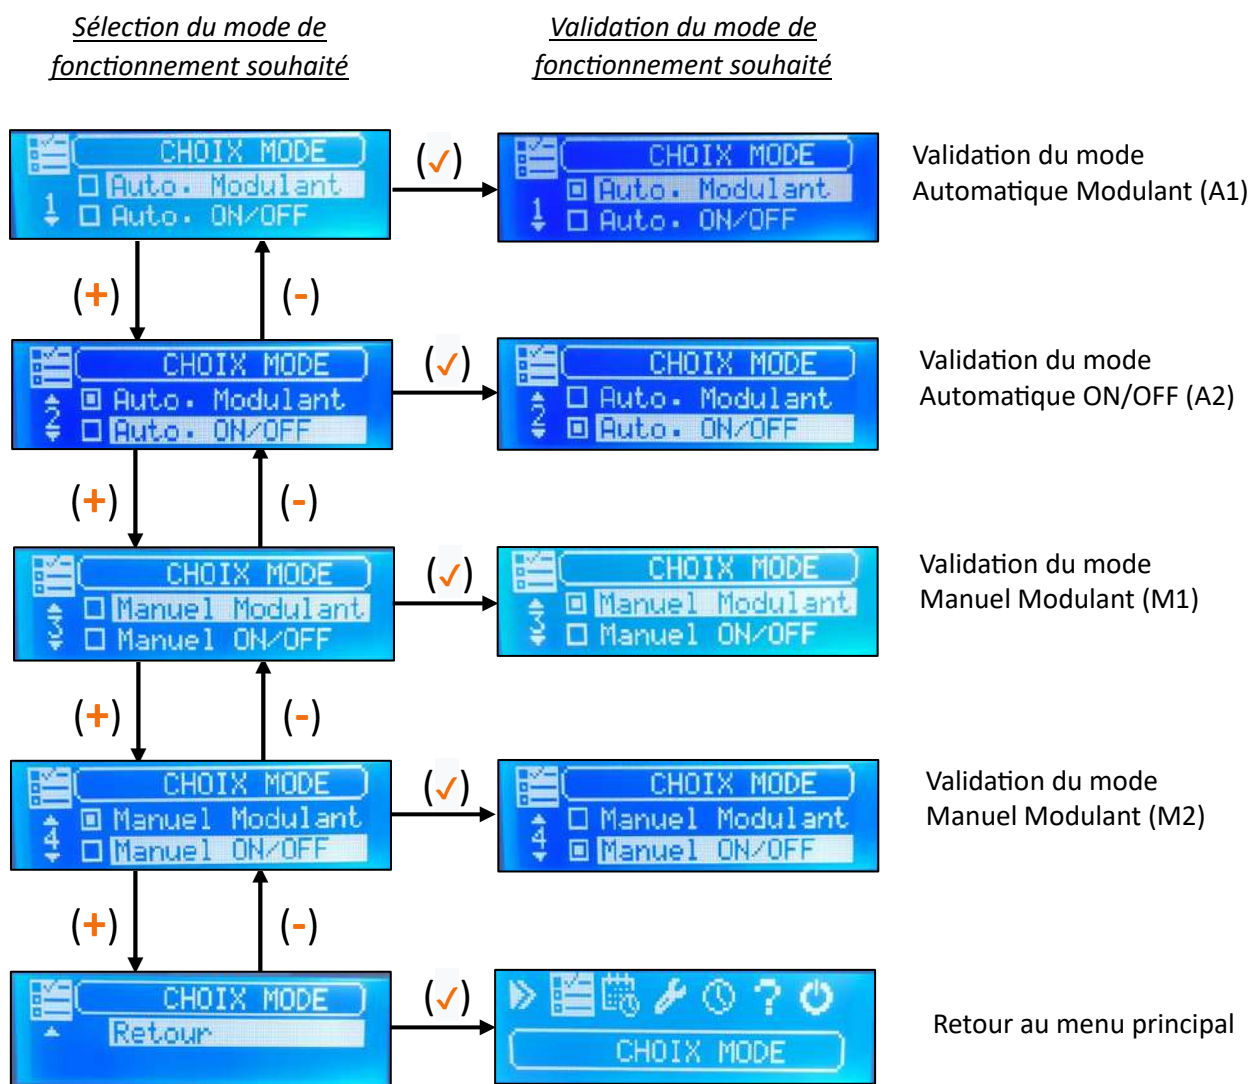 Sélection du mode de
fonctionnement souhaité
Validation du mode de
fonctionnement souhaité
CHOIX MODE
1
Auto. Modulant
Auto. ON/OFF
(✓)
CHOIX MODE
1
Auto. Modulant
Auto. ON/OFF
Validation du mode
Automatique Modulant (A1)
(+)
(-)
CHOIX MODE
2
Auto. Modulant
Auto. ON/OFF
(✓)
CHOIX MODE
2
Auto. Modulant
Auto. ON/OFF
Validation du mode
Automatique ON/OFF (A2)
(+)
(-)
CHOIX MODE
3
Manuel Modulant
Manuel ON/OFF
(✓)
CHOIX MODE
3
Manuel Modulant
Manuel ON/OFF
Validation du mode
Manuel Modulant (M1)
(+)
(-)
CHOIX MODE
4
Manuel Modulant
Manuel ON/OFF
(✓)
CHOIX MODE
4
Manuel Modulant
Manuel ON/OFF
Validation du mode
Manuel Modulant (M2)
(+)
(-)
CHOIX MODE
Retour
(✓)
?
CHOIX MODE
Retour au menu principal